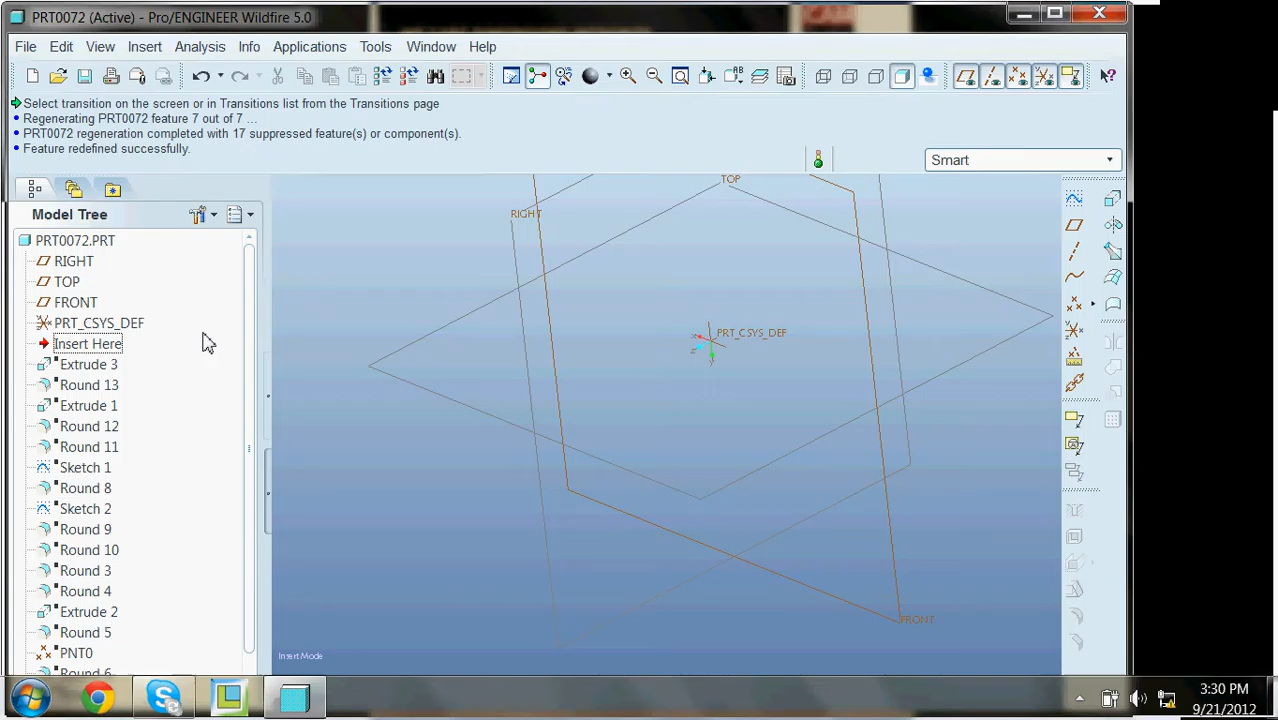 PRT0072 (Active) - Pro/ENGINEER Wildfire 5.0
File Edit View Insert Analysis Info Applications Tools Window Help
Select transition on the screen or in Transitions list from the Transitions page
Regenerating PRT0072 feature 7 out of 7 ...
PRT0072 regeneration completed with 17 suppressed feature(s) or component(s).
Feature redefined successfully.
Smart
Model Tree
PRT0072.PRT
RIGHT
TOP
FRONT
PRT_CSYS_DEF
Insert Here
Extrude 3
Round 13
Extrude 1
Round 12
Round 11
Sketch 1
Round 8
Sketch 2
Round 9
Round 10
Round 3
Round 4
Extrude 2
Round 5
PNT0
Round 6
TOP
RIGHT
PRT_CSYS_DEF
X
Z
FRONT
Insert Mode
3:30 PM
9/21/2012